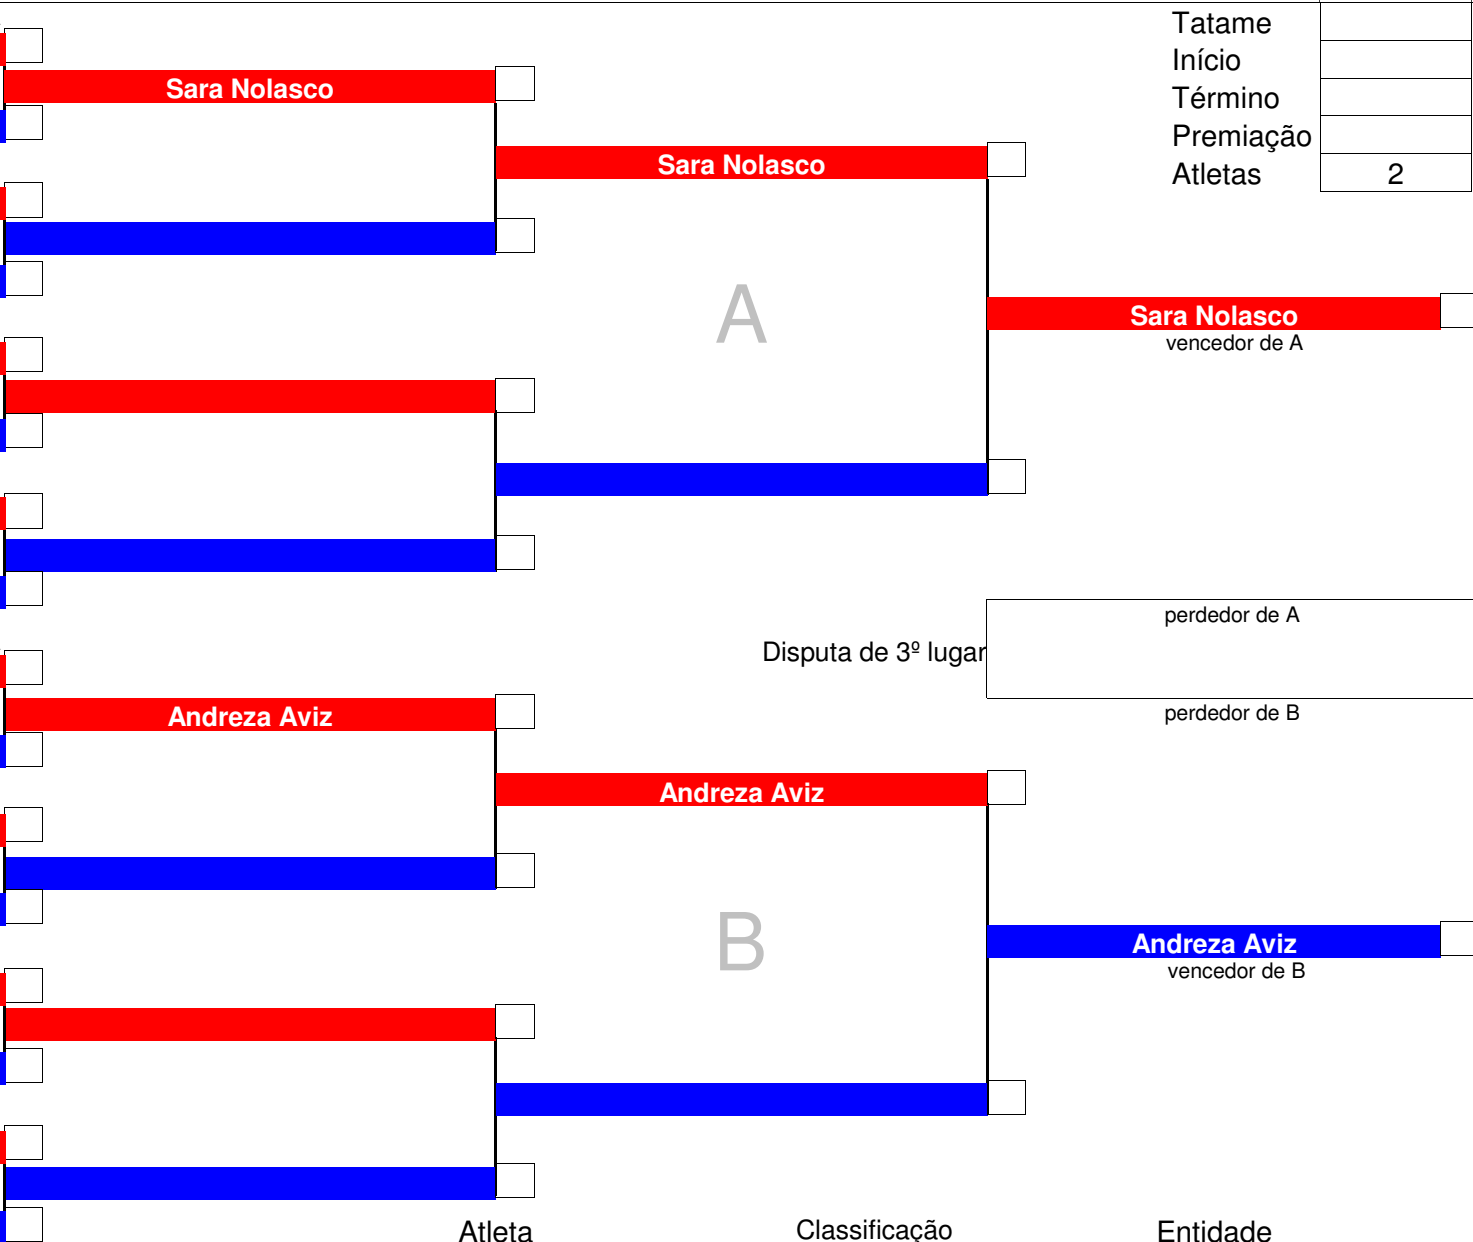 Tatame
Início
Término
Premiação
Atletas 2
Sara Nolasco
Sara Nolasco
A
Sara Nolasco
vencedor de A
perdedor de A
Disputa de 3º lugar
perdedor de B
Andreza Aviz
Andreza Aviz
B
Andreza Aviz
vencedor de B
Atleta Classificação Entidade